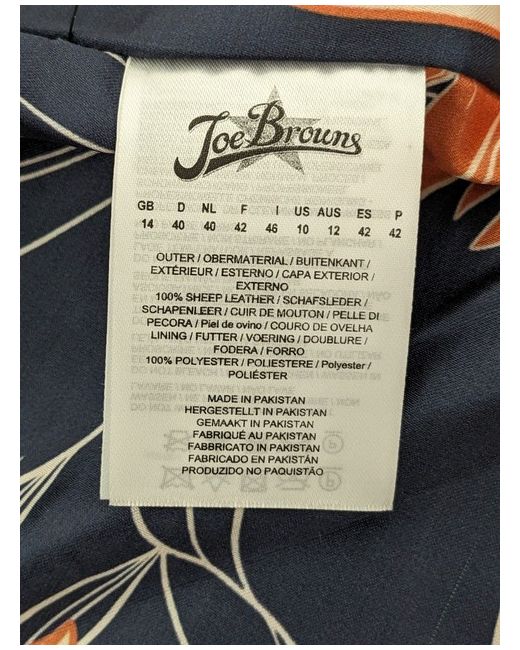 Joe Browns
GB D NL F I US AUS ES P
14 40 40 42 46 10 12 42 42
OUTER / OBERMATERIAL / BUITENKANT /
EXTÉRIEUR / ESTERNO / CAPA EXTERIOR /
EXTERNO
100% SHEEP LEATHER / SCHAFSLEDER /
SCHAPENLEER / CUIR DE MOUTON / PELLE DI
PECORA / Piel de ovino / COURO DE OVELHA
LINING / FUTTER / VOERING / DOUBLURE /
FODERA / FORRO
100% POLYESTER / POLIESTERE / Polyester /
POLIÉSTER
MADE IN PAKISTAN
HERGESTELLT IN PAKISTAN
GEMAAKT IN PAKISTAN
FABRIQUÉ AU PAKISTAN
FABBRICATO IN PAKISTAN
FABRICADO EN PAKISTÁN
PRODUZIDO NO PAQUISTÃO